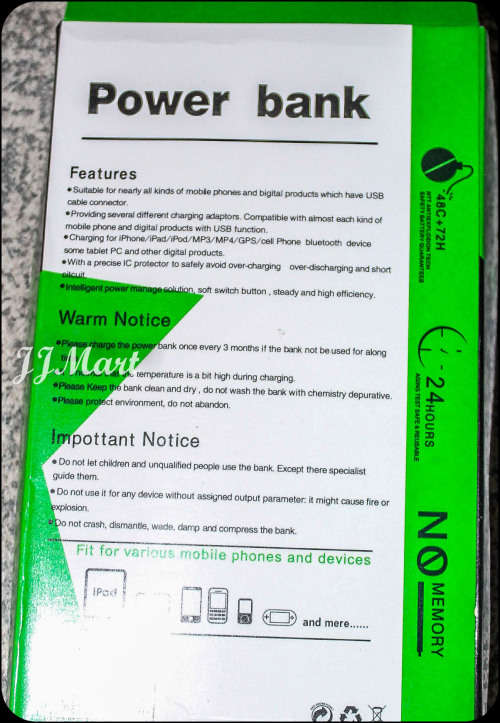 Power bank
Features
●Suitable for nearly all kinds of mobile phones and bigital products which have USB
cable connector.
●Providing several different charging adaptors. Compatible with almost each kind of
mobile phone and digital products with USB function.
●Charging for iPhone/iPad/iPod/MP3/MP4/GPS/cell Phone bluetooth device
some tablet PC and other digital products.
●With a precise IC protector to safely avoid over-charging over-discharging and short
cilcuit.
●Intelligent power manage solution, soft switch button , steady and high efficiency.
Warm Notice
●Please charge the power bank once every 3 months if the bank not be used for along
JJMart
temperature is a bit high during charging.
●Please Keep the bank clean and dry , do not wash the bank with chemistry depurative.
●Please protect environment, do not abandon.
Impottant Notice
● Do not let children and unqualified people use the bank. Except there specialist
guide them.
● Do not use it for any device without assigned output parameter: it might cause fire or
explosion.
●Do not crash, dismantle, wade, damp and compress the bank.
Fit for various mobile phones and devices
iPad
and mere......
-48C+72H
HTT ANTIEXPLOSION TECH
SAFETY BATTERY GUARANTEES
-24HOURS
AGING TEST SAFE & REUSABLE
NO
MEMORY